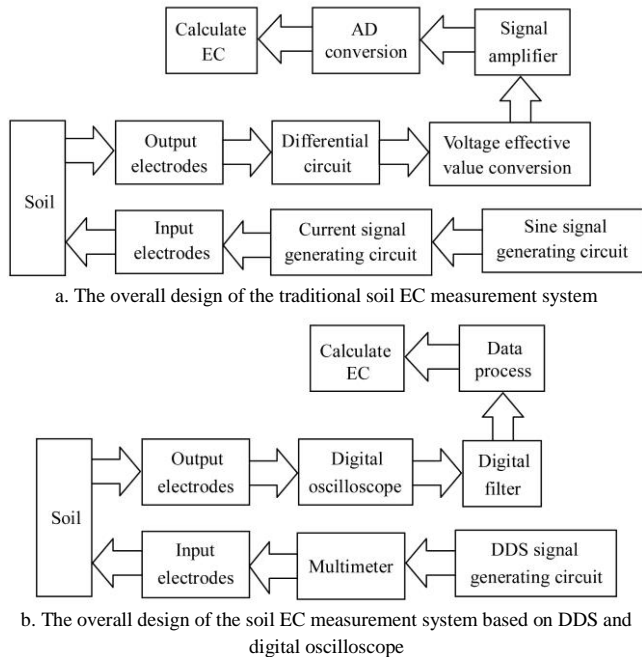 Calculate
EC
AD
conversion
Signal
amplifier
Soil
Output
electrodes
Differential
circuit
Voltage effective
value conversion
Input
electrodes
Current signal
generating circuit
Sine signal
generating circuit
a. The overall design of the traditional soil EC measurement system
Calculate
EC
Data
process
Soil
Output
electrodes
Digital
oscilloscope
Digital
filter
Input
electrodes
Multimeter
DDS signal
generating circuit
b. The overall design of the soil EC measurement system based on DDS and
digital oscilloscope